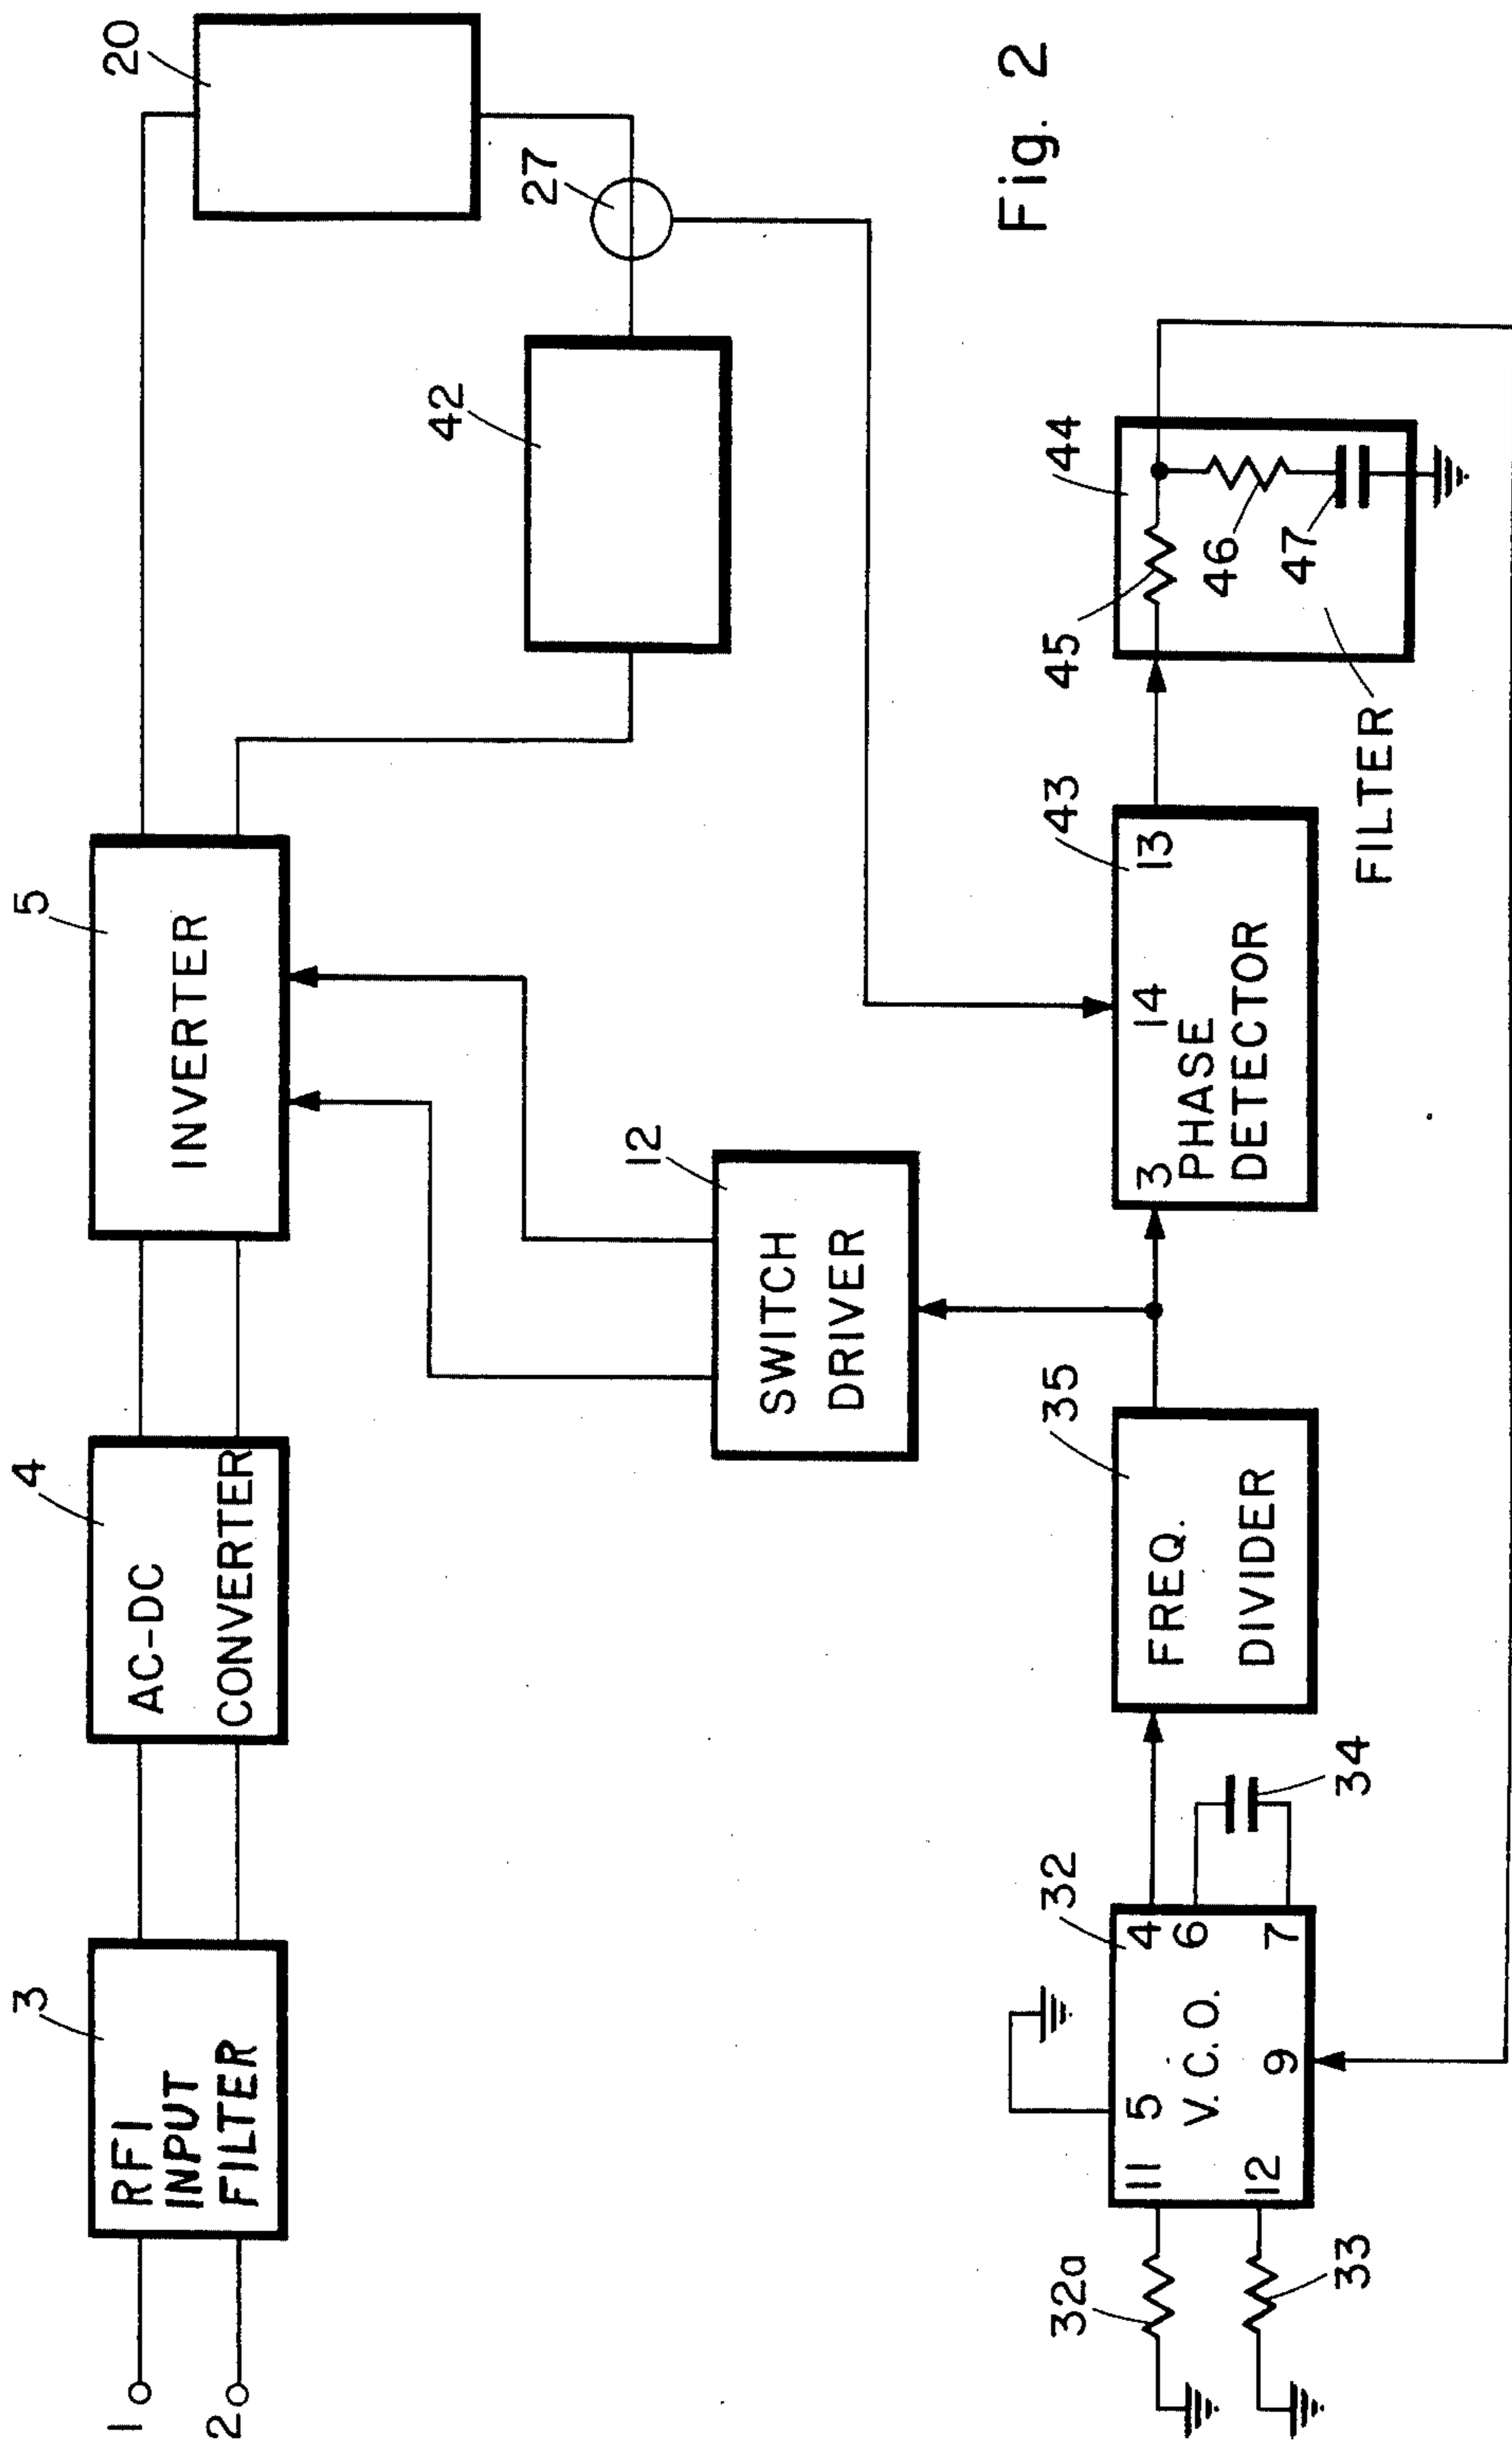 1
2
3
RFI
INPUT
FILTER
4
AC-DC
CONVERTER
5
INVERTER
20
27
42
12
SWITCH
DRIVER
Fig. 2
32a
33
32
11
5
4
6
V. C. O.
12
9
7
34
35
FREQ.
DIVIDER
43
3
14
13
PHASE
DETECTOR
44
45
46
47
FILTER